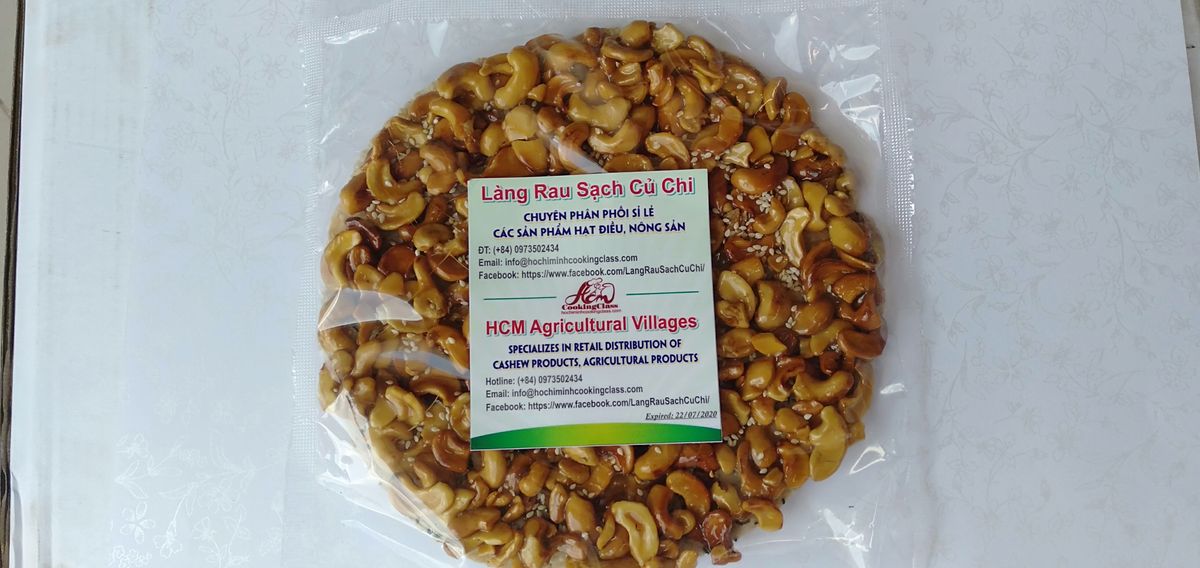 Làng Rau Sạch Củ Chi
CHUYÊN PHÂN PHỐI SỈ LẺ
CÁC SẢN PHẨM HẠT ĐIỀU, NÔNG SẢN
ĐT: (+84) 0973502434
Email: info@hochiminhcookingclass.com
Facebook: https://www.facebook.com/LangRauSachCuChi/
Hcm
CookingClass
hochiminhcookingclass.com
HCM Agricultural Villages
SPECIALIZES IN RETAIL DISTRIBUTION OF
CASHEW PRODUCTS, AGRICULTURAL PRODUCTS
Hotline: (+84) 0973502434
Email: info@hochiminhcookingclass.com
Facebook: https://www.facebook.com/LangRauSachCuChi/
Expired: 22/07/2020